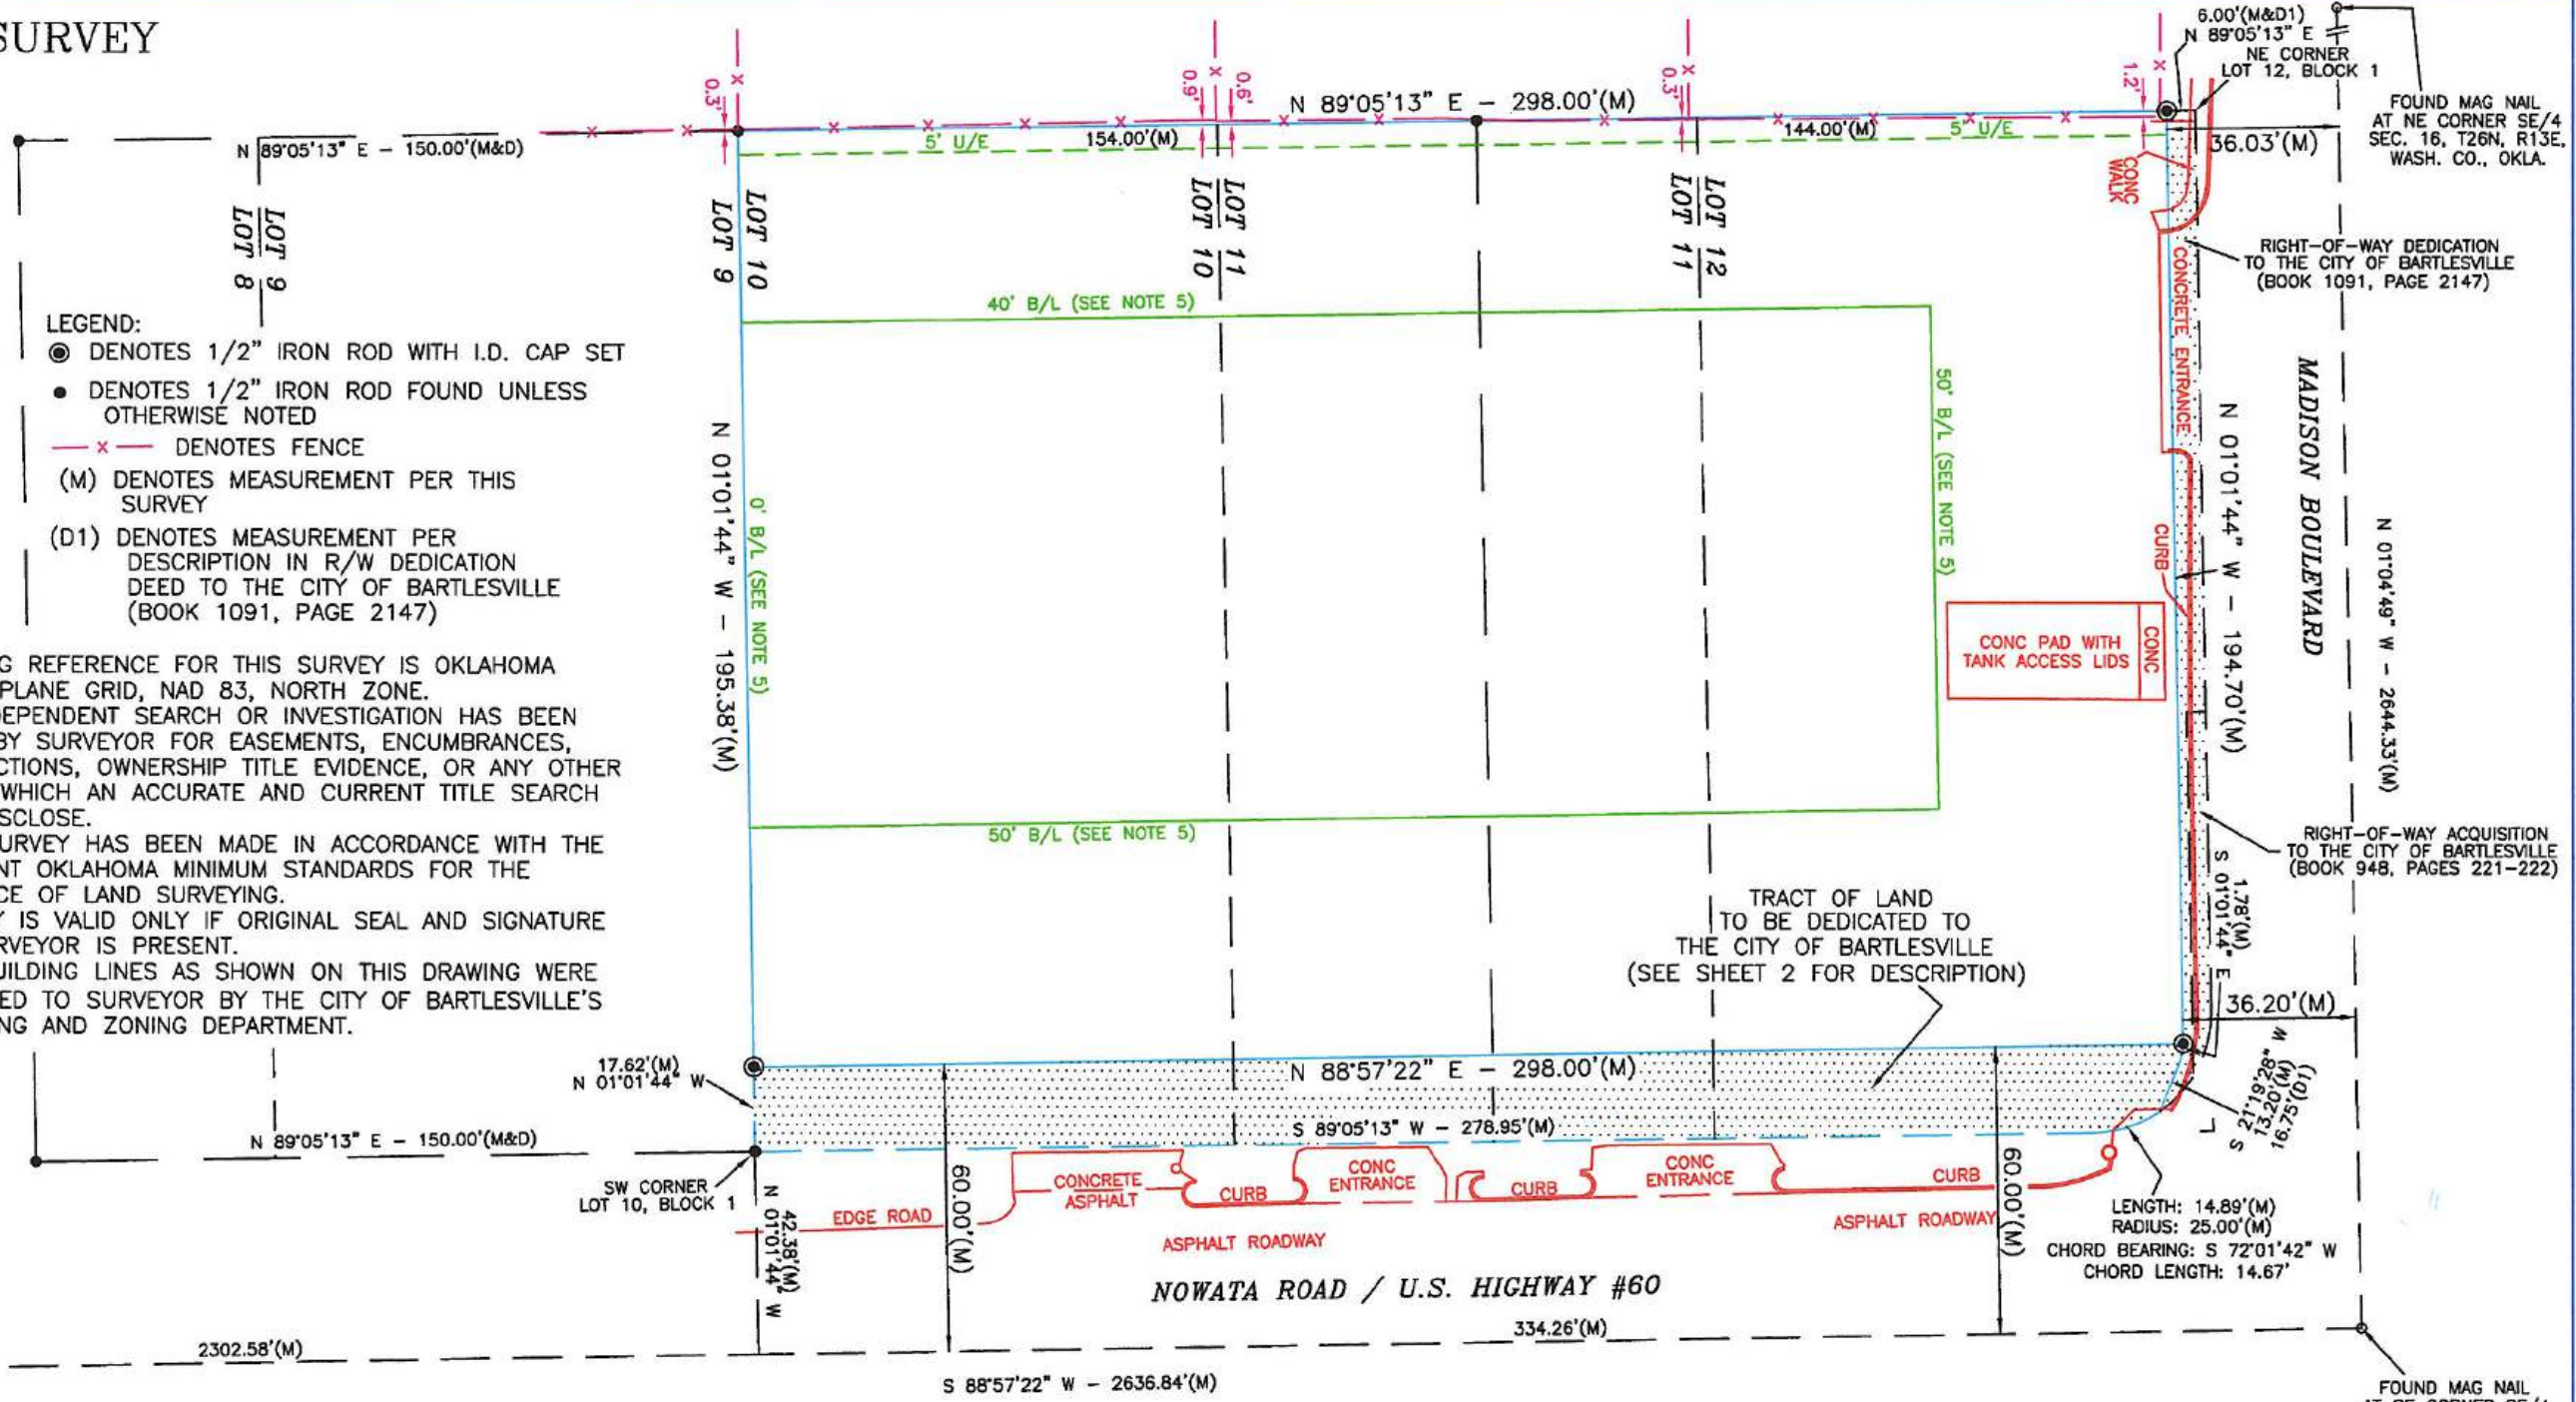 SURVEY
6.00'(M&D1)
N 89°05'13" E
NE CORNER
LOT 12, BLOCK 1
FOUND MAG NAIL
AT NE CORNER SE/4
SEC. 16, T26N, R13E,
WASH. CO., OKLA.
0.3'
0.9'
0.6'
0.3'
1.2'
N 89°05'13" E - 298.00'(M)
N 89°05'13" E - 150.00'(M&D)
5' U/E
154.00'(M)
144.00'(M)
5' U/E
36.03'(M)
CONC
WALK
LOT 9
LOT 8
LOT 10
LOT 9
LOT 11
LOT 10
LOT 12
LOT 11
RIGHT-OF-WAY DEDICATION
TO THE CITY OF BARTLESVILLE
(BOOK 1091, PAGE 2147)
CONCRETE ENTRANCE
40' B/L (SEE NOTE 5)
LEGEND:
DENOTES 1/2" IRON ROD WITH I.D. CAP SET
DENOTES 1/2" IRON ROD FOUND UNLESS
OTHERWISE NOTED
x DENOTES FENCE
(M) DENOTES MEASUREMENT PER THIS
SURVEY
(D1) DENOTES MEASUREMENT PER
DESCRIPTION IN R/W DEDICATION
DEED TO THE CITY OF BARTLESVILLE
(BOOK 1091, PAGE 2147)
N 01°01'44" W - 195.38'(M)
0' B/L (SEE NOTE 5)
50' B/L (SEE NOTE 5)
MADISON BOULEVARD
N 01°01'44" W - 194.70'(M)
N 01°04'49" W - 2644.33'(M)
CURB
CONC PAD WITH
TANK ACCESS LIDS
CONC
G REFERENCE FOR THIS SURVEY IS OKLAHOMA
PLANE GRID, NAD 83, NORTH ZONE.
DEPENDENT SEARCH OR INVESTIGATION HAS BEEN
BY SURVEYOR FOR EASEMENTS, ENCUMBRANCES,
CTIONS, OWNERSHIP TITLE EVIDENCE, OR ANY OTHER
WHICH AN ACCURATE AND CURRENT TITLE SEARCH
SCLOSE.
URVEY HAS BEEN MADE IN ACCORDANCE WITH THE
NT OKLAHOMA MINIMUM STANDARDS FOR THE
CE OF LAND SURVEYING.
Y IS VALID ONLY IF ORIGINAL SEAL AND SIGNATURE
RVEYOR IS PRESENT.
UILDING LINES AS SHOWN ON THIS DRAWING WERE
ED TO SURVEYOR BY THE CITY OF BARTLESVILLE'S
NG AND ZONING DEPARTMENT.
50' B/L (SEE NOTE 5)
RIGHT-OF-WAY ACQUISITION
TO THE CITY OF BARTLESVILLE
(BOOK 948, PAGES 221-222)
1.78'(M)
S 01°01'44" E
TRACT OF LAND
TO BE DEDICATED TO
THE CITY OF BARTLESVILLE
(SEE SHEET 2 FOR DESCRIPTION)
36.20'(M)
17.62'(M)
N 01°01'44" W
N 88°57'22" E - 298.00'(M)
S 21°19'28" W
13.20'(M)
16.75'(D1)
S 89°05'13" W - 278.95'(M)
N 89°05'13" E - 150.00'(M&D)
SW CORNER
LOT 10, BLOCK 1
42.38'(M)
N 01°01'44" W
60.00'(M)
EDGE ROAD
CONCRETE
ASPHALT
CURB
CONC
ENTRANCE
CURB
CONC
ENTRANCE
CURB
60.00'(M)
ASPHALT ROADWAY
ASPHALT ROADWAY
LENGTH: 14.89'(M)
RADIUS: 25.00'(M)
CHORD BEARING: S 72°01'42" W
CHORD LENGTH: 14.67'
NOWATA ROAD / U.S. HIGHWAY #60
2302.58'(M)
334.26'(M)
S 88°57'22" W - 2636.84'(M)
FOUND MAG NAIL